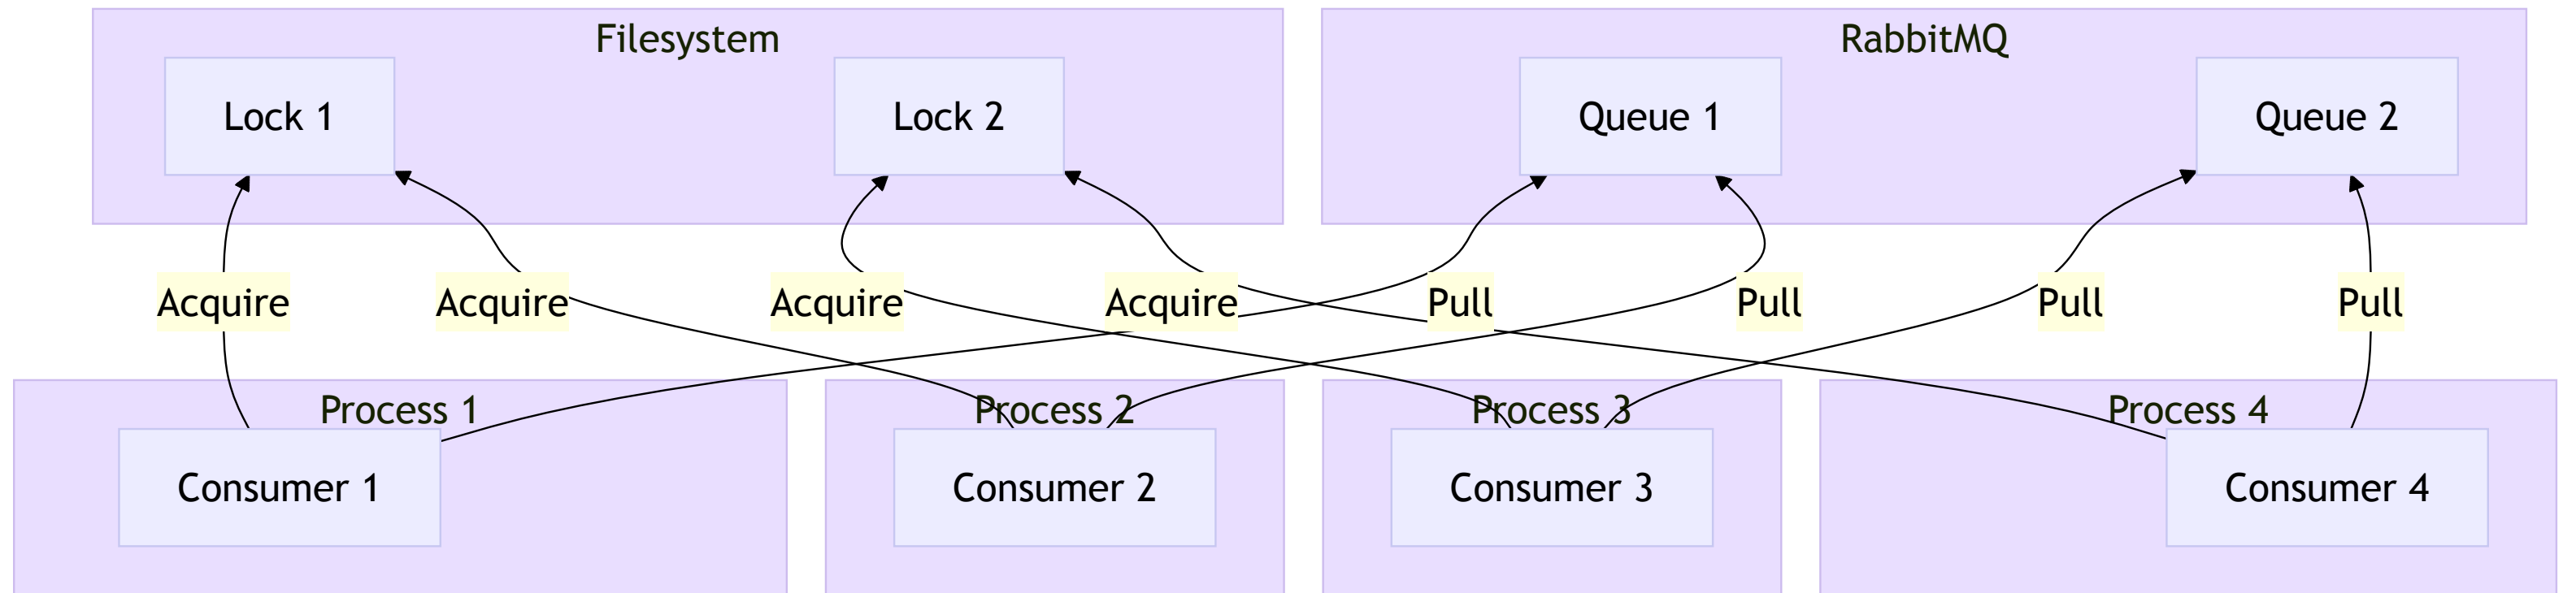 Filesystem
RabbitMQ
Lock 1
Lock 2
Queue 1
Queue 2
Acquire
Acquire
Acquire
Acquire
Pull
Pull
Pull
Pull
Process 1
Process 2
Process 3
Process 4
Consumer 1
Consumer 2
Consumer 3
Consumer 4